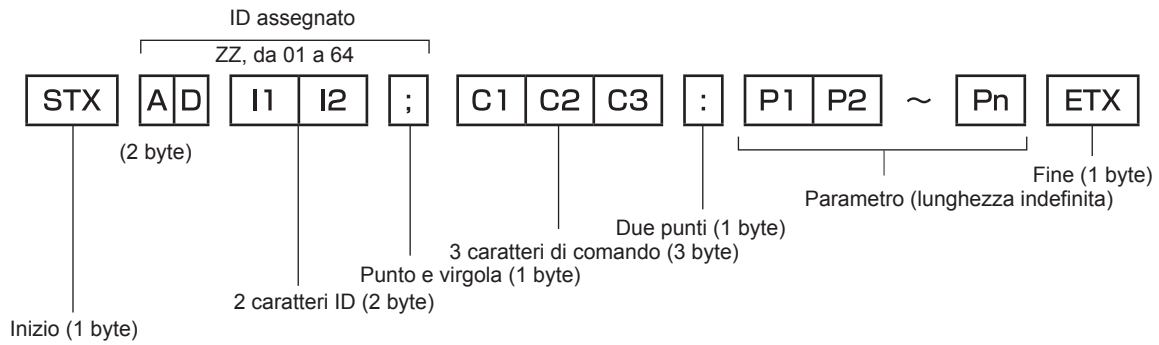 ID assegnato
ZZ, da 01 a 64
STX A D I1 I2 ; C1 C2 C3 : P1 P2 ~ Pn ETX
(2 byte)
Fine (1 byte)
Parametro (lunghezza indefinita)
Due punti (1 byte)
3 caratteri di comando (3 byte)
Punto e virgola (1 byte)
2 caratteri ID (2 byte)
Inizio (1 byte)